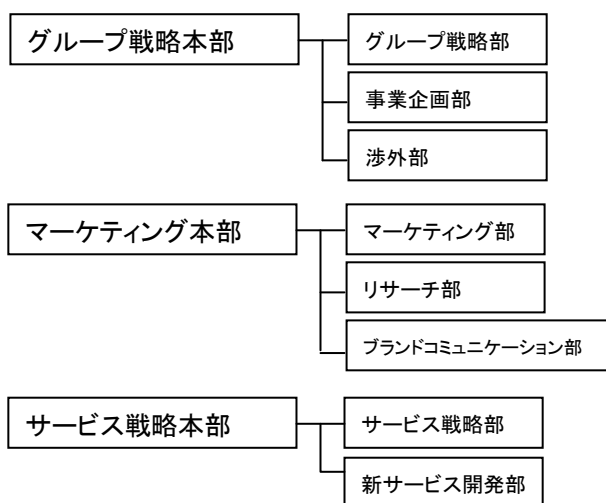 グループ戦略本部
グループ戦略部
事業企画部
渉外部
マーケティング本部
マーケティング部
リサーチ部
ブランドコミュニケーション部
サービス戦略本部
サービス戦略部
新サービス開発部